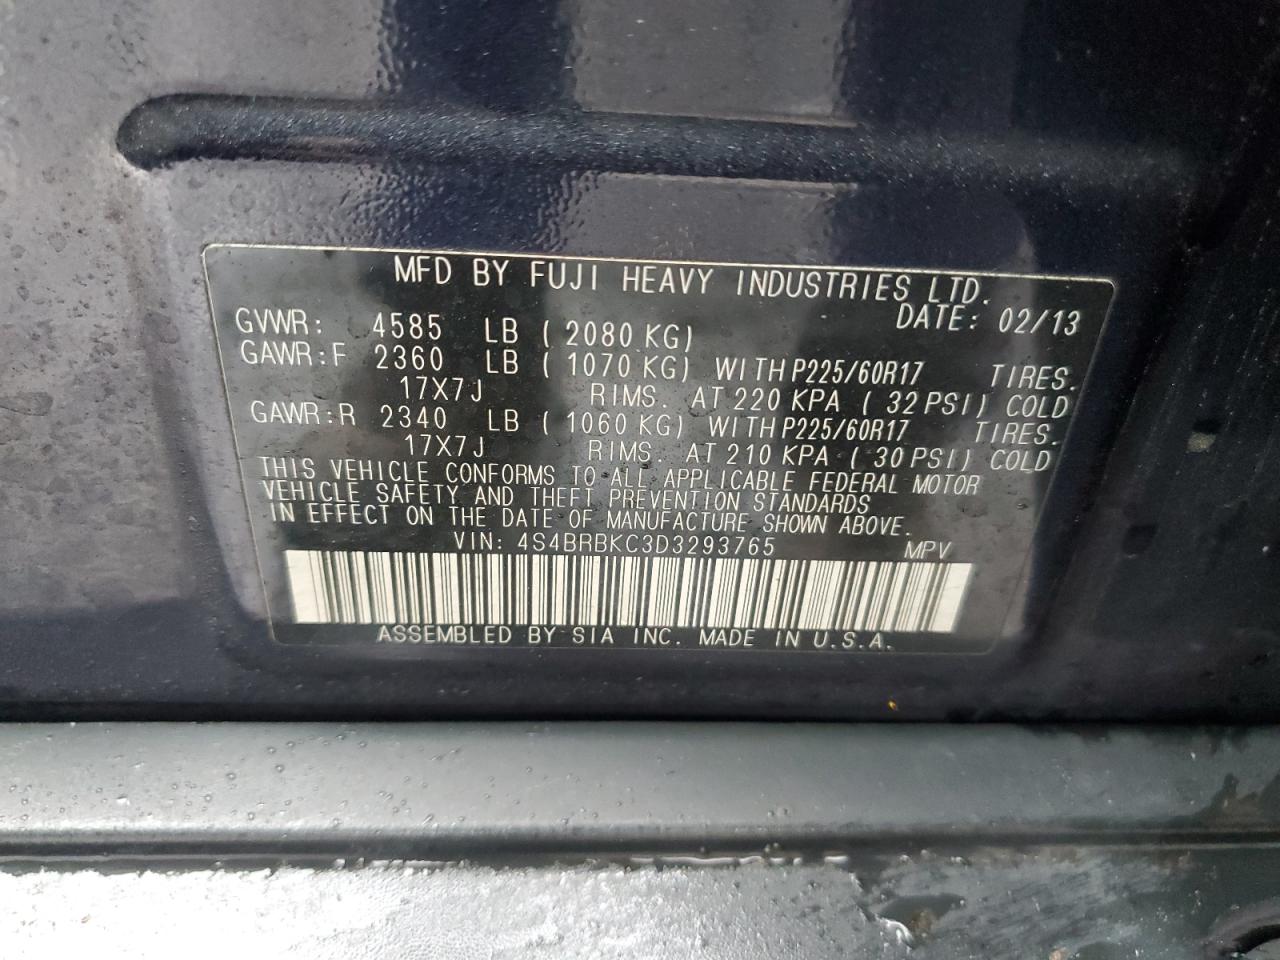 MFD BY FUJI HEAVY INDUSTRIES LTD.
DATE: 02/13
GVWR: 4585 LB (2080 KG)
GAWR:F 2360 LB (1070 KG) WITH P225/60R17 TIRES.
17X7J RIMS. AT 220 KPA (32 PSI) COLD
GAWR:R 2340 LB (1060 KG) WITH P225/60R17 TIRES.
17X7J RIMS. AT 210 KPA (30 PSI) COLD
THIS VEHICLE CONFORMS TO ALL APPLICABLE FEDERAL MOTOR
VEHICLE SAFETY AND THEFT PREVENTION STANDARDS
IN EFFECT ON THE DATE OF MANUFACTURE SHOWN ABOVE.
VIN: 4S4BRBKC3D3293765 MPV
ASSEMBLED BY SIA INC. MADE IN U.S.A.